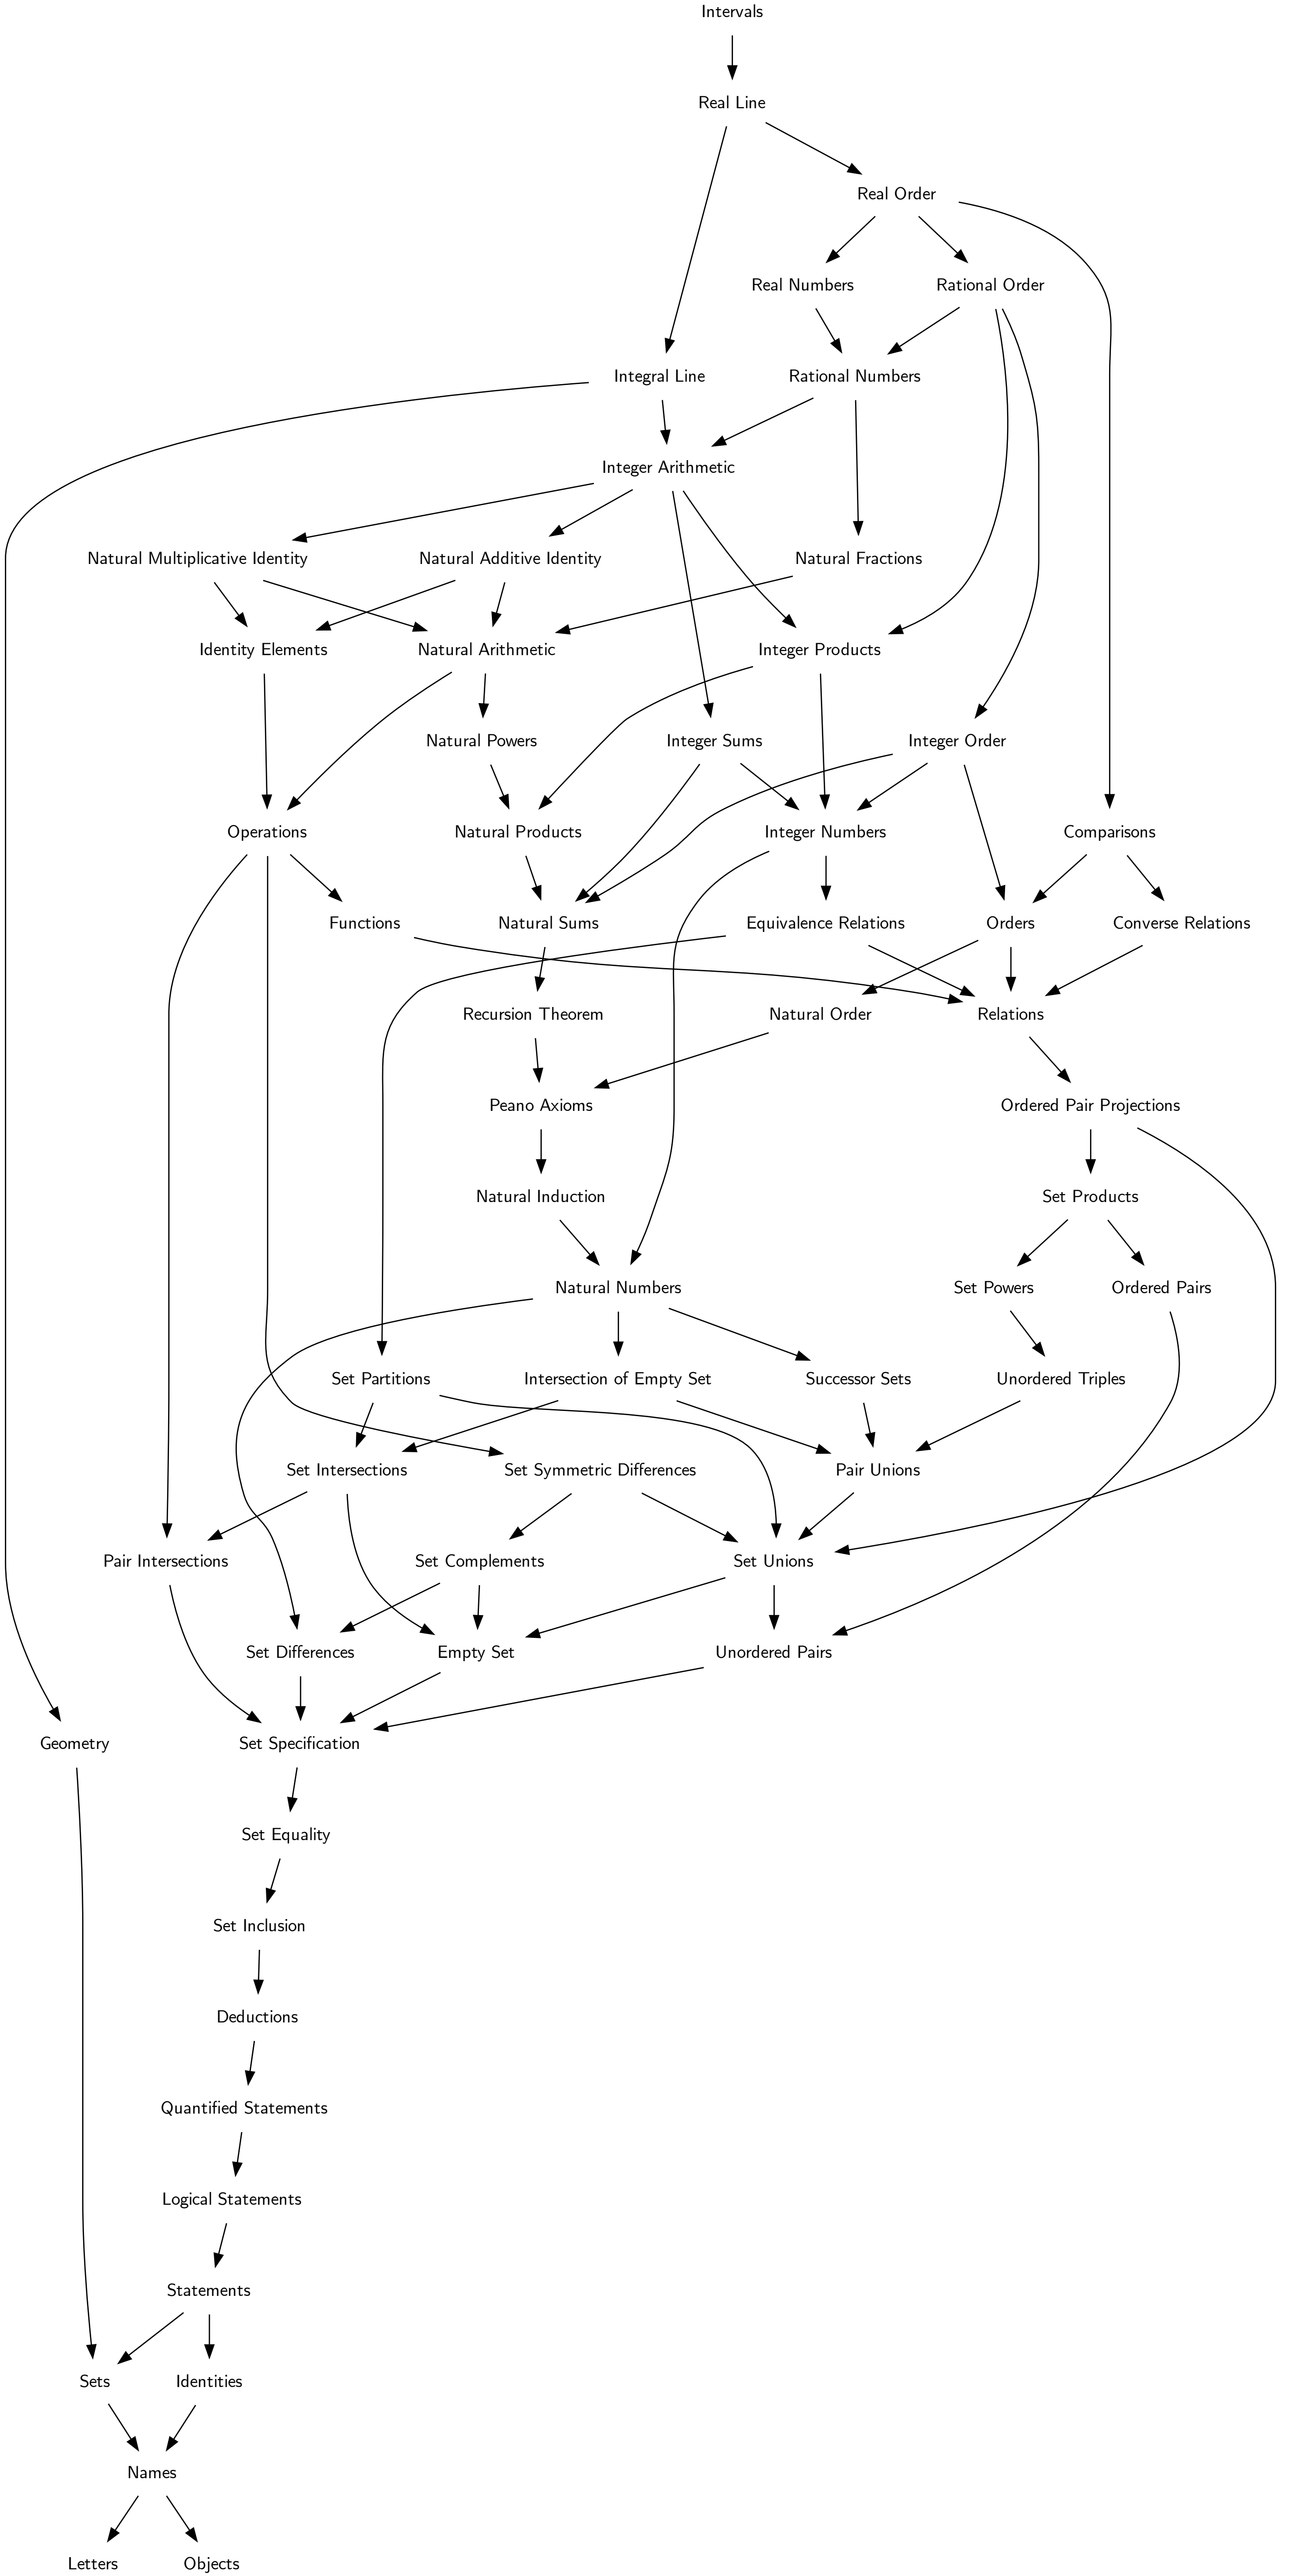 Intervals
Real Line
Real Order
Real Numbers
Rational Order
Integral Line
Rational Numbers
Integer Arithmetic
Natural Multiplicative Identity
Natural Additive Identity
Natural Fractions
Identity Elements
Natural Arithmetic
Integer Products
Natural Powers
Integer Sums
Integer Order
Operations
Natural Products
Integer Numbers
Comparisons
Functions
Natural Sums
Equivalence Relations
Orders
Converse Relations
Recursion Theorem
Natural Order
Relations
Peano Axioms
Ordered Pair Projections
Natural Induction
Set Products
Natural Numbers
Set Powers
Ordered Pairs
Set Partitions
Intersection of Empty Set
Successor Sets
Unordered Triples
Set Intersections
Set Symmetric Differences
Pair Unions
Pair Intersections
Set Complements
Set Unions
Set Differences
Empty Set
Unordered Pairs
Geometry
Set Specification
Set Equality
Set Inclusion
Deductions
Quantified Statements
Logical Statements
Statements
Sets
Identities
Names
Letters
Objects